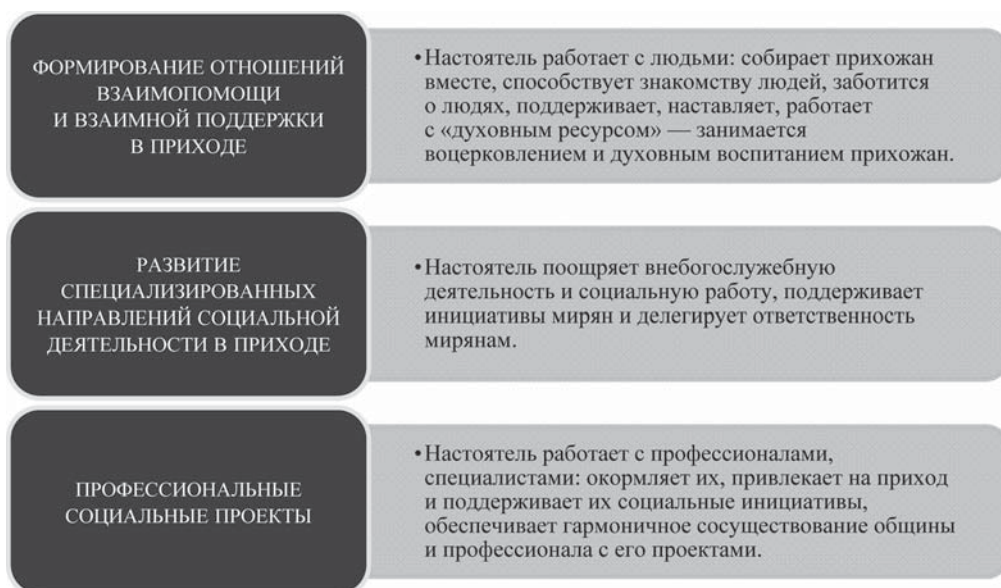 ФОРМИРОВАНИЕ ОТНОШЕНИЙ
ВЗАИМОПОМОЩИ
И ВЗАИМНОЙ ПОДДЕРЖКИ
В ПРИХОДЕ
•Настоятель работает с людьми: собирает прихожан
вместе, способствует знакомству людей, заботится
о людях, поддерживает, наставляет, работает
с «духовным ресурсом» — занимается
воцерковлением и духовным воспитанием прихожан.
РАЗВИТИЕ
СПЕЦИАЛИЗИРОВАННЫХ
НАПРАВЛЕНИЙ СОЦИАЛЬНОЙ
ДЕЯТЕЛЬНОСТИ В ПРИХОДЕ
•Настоятель поощряет внебогослужебную
деятельность и социальную работу, поддерживает
инициативы мирян и делегирует ответственность
мирянам.
ПРОФЕССИОНАЛЬНЫЕ
СОЦИАЛЬНЫЕ ПРОЕКТЫ
•Настоятель работает с профессионалами,
специалистами: окормляет их, привлекает на приход
и поддерживает их социальные инициативы,
обеспечивает гармоничное сосуществование общины
и профессионала с его проектами.